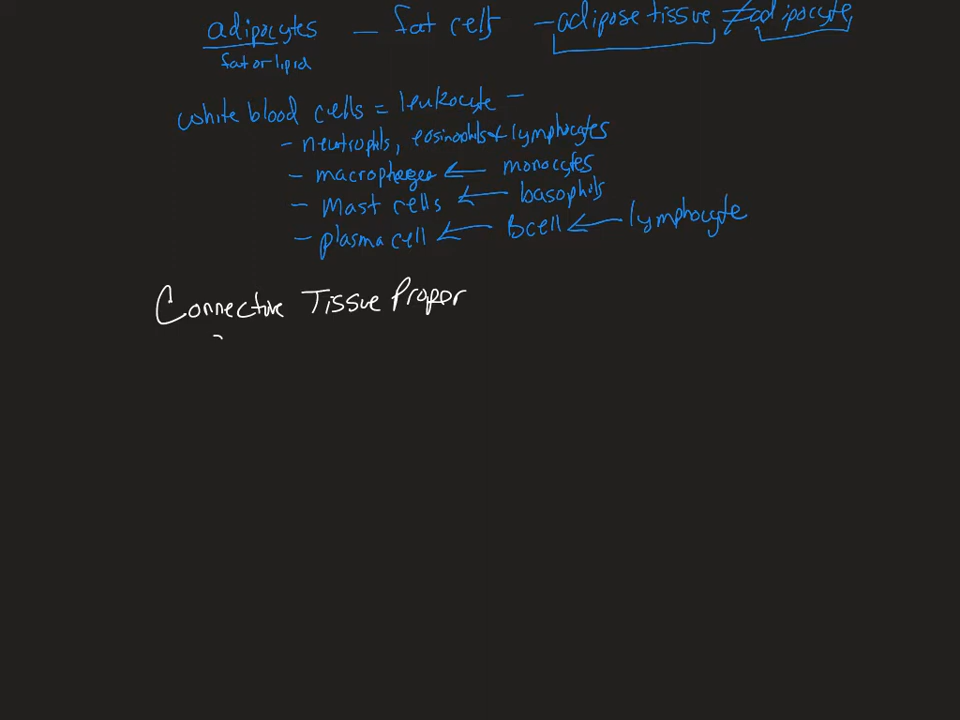 adipocytes — fat cell — adipose tissue ≠ adipocyte
fat or lipid
white blood cells = leukocyte —
- neutrophils, eosinophils + lymphocytes
- macrophages ← monocytes
- Mast cells ← basophils
- plasma cell ← B cell ← lymphocyte
Connective Tissue Proper